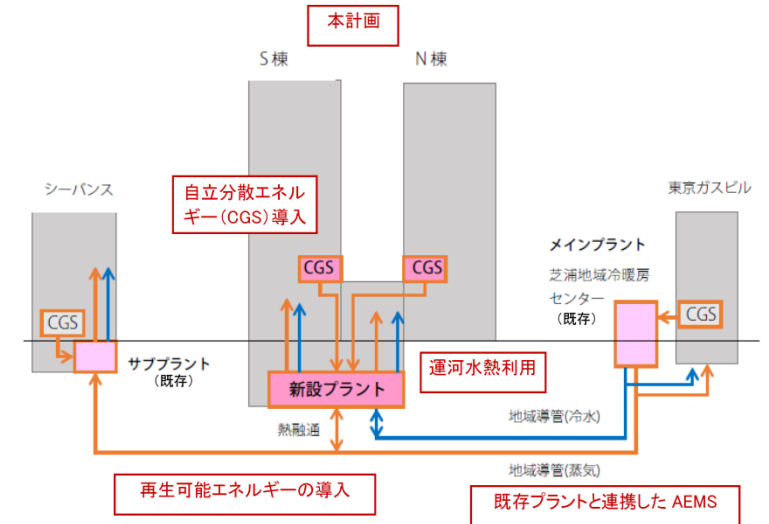 本計画
S棟
N棟
シーバンス
自立分散エネル
ギー(CGS)導入
東京ガスビル
メインプラント
芝浦地域冷暖房
センター
(既存)
CGS
CGS
CGS
CGS
サブプラント
(既存)
新設プラント
運河水熱利用
熱融通
地域導管(冷水)
地域導管(蒸気)
再生可能エネルギーの導入
既存プラントと連携した AEMS